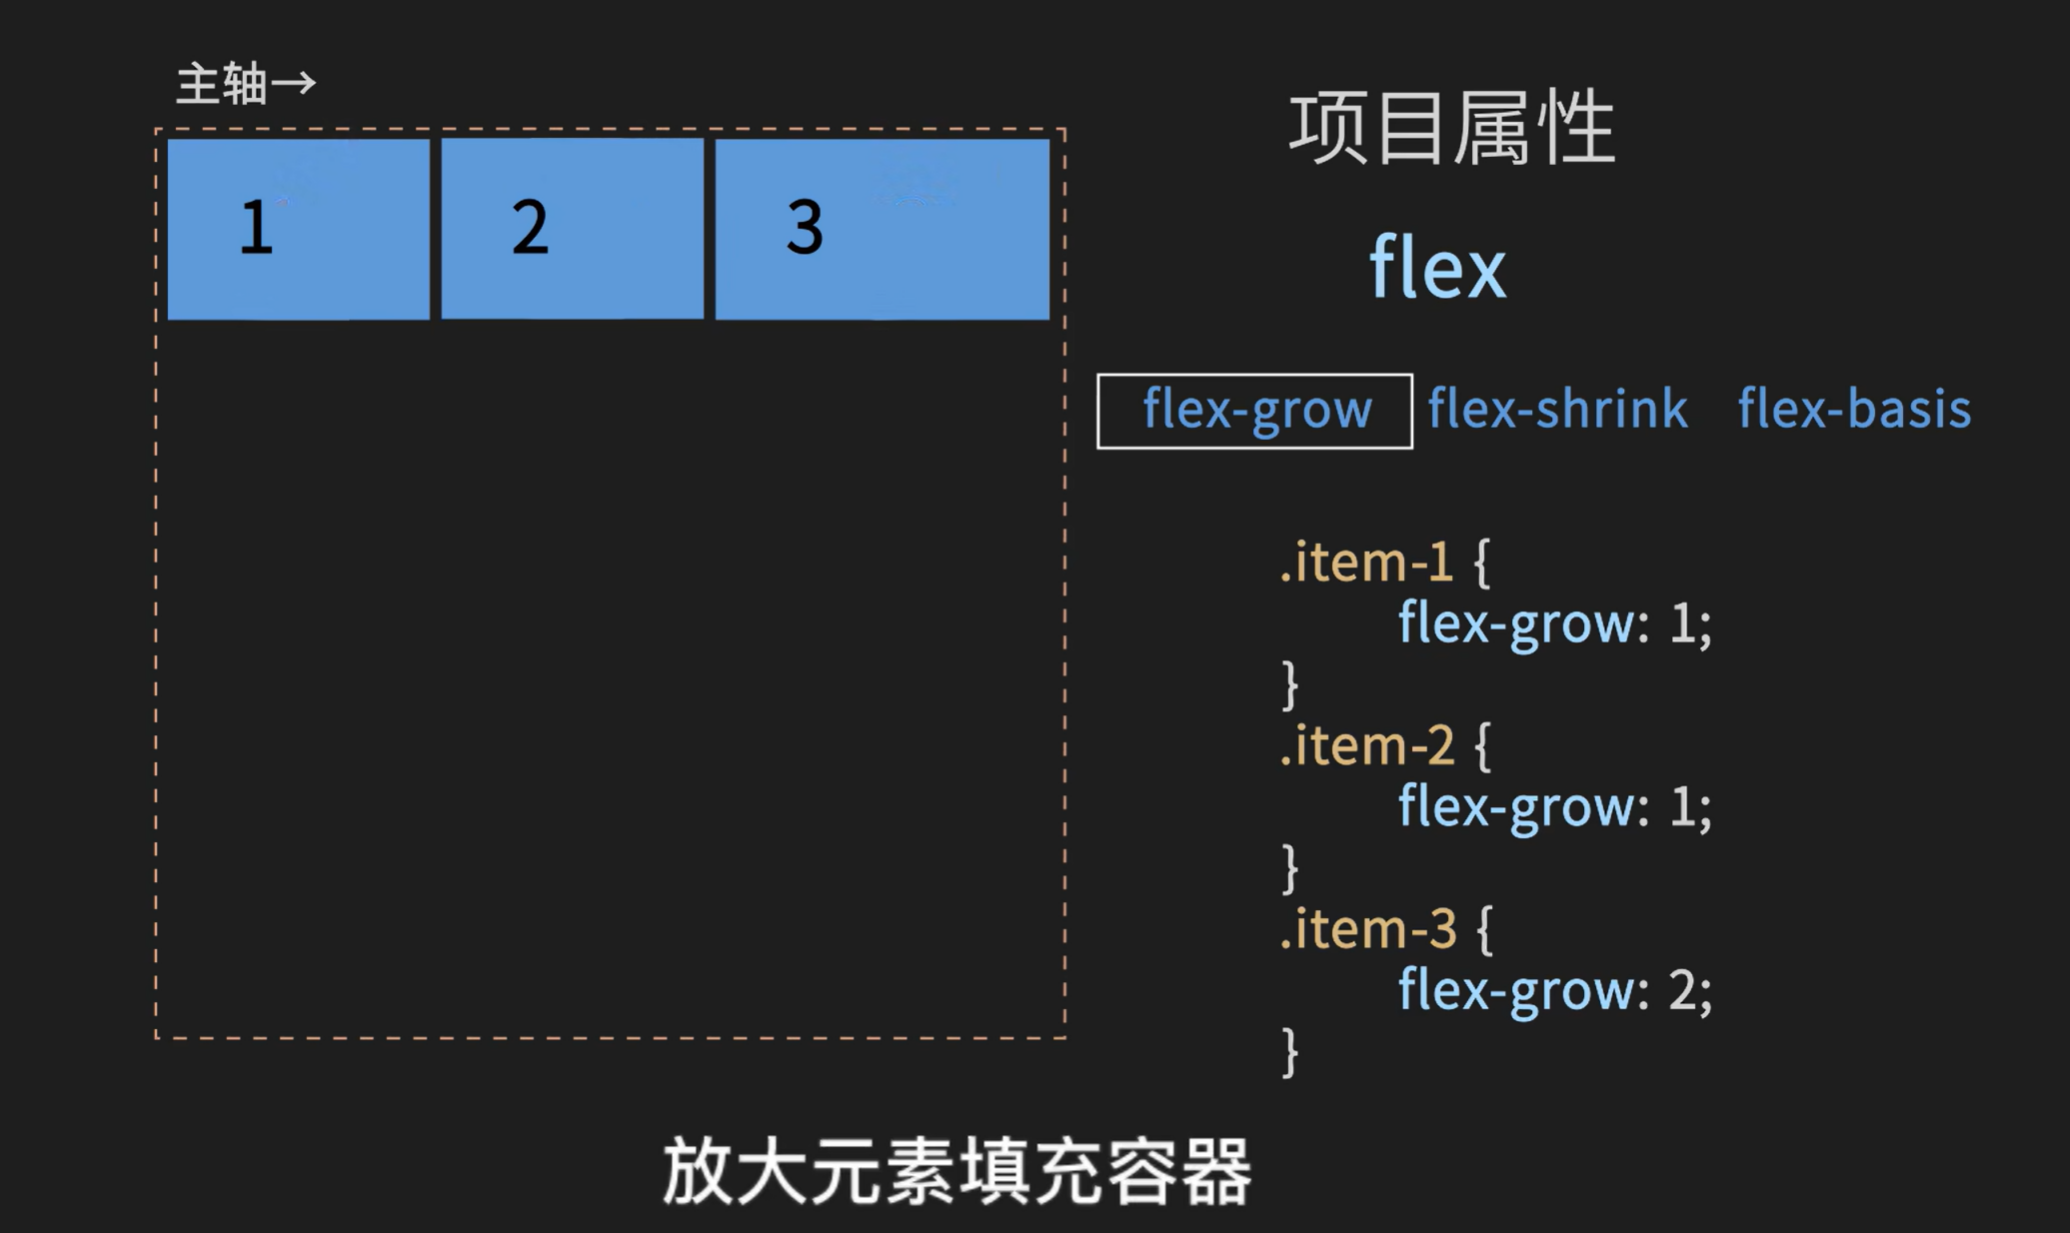 主轴→
1
2
3
项目属性
flex
flex-grow flex-shrink flex-basis
.item-1 {
flex-grow: 1;
}
.item-2 {
flex-grow: 1;
}
.item-3 {
flex-grow: 2;
}
放大元素填充容器